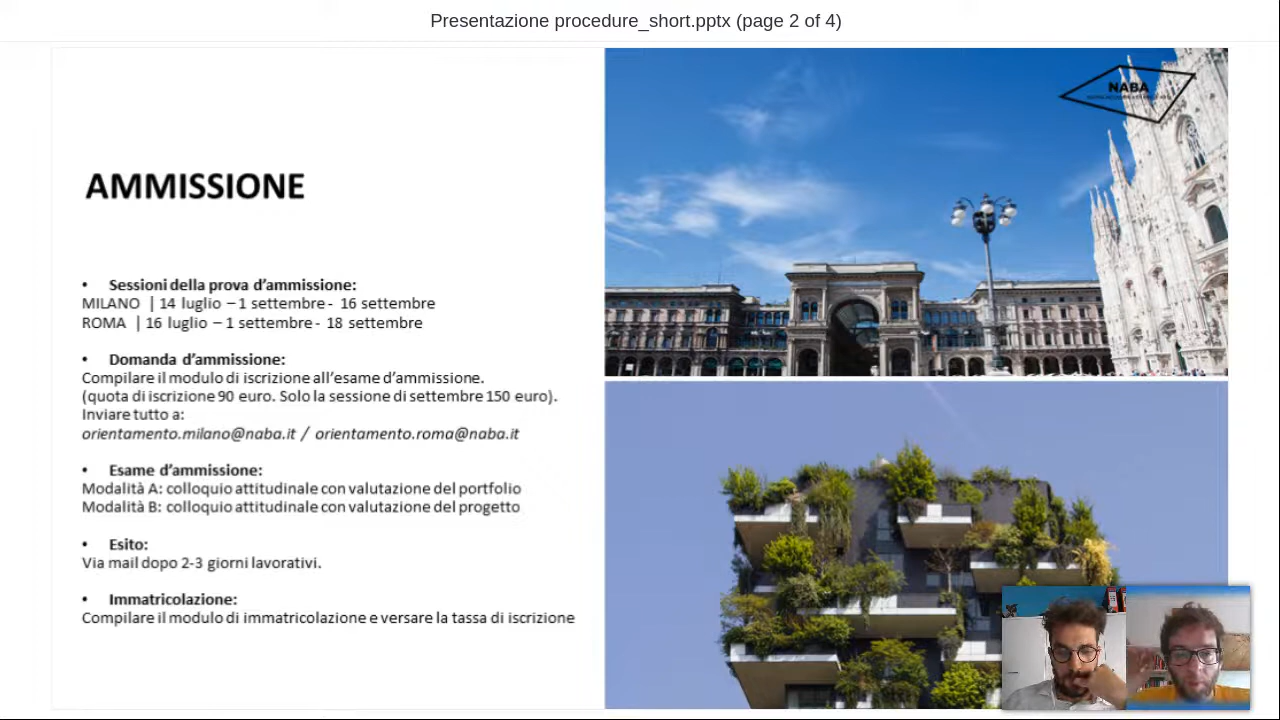 Presentazione procedure_short.pptx (page 2 of 4)
NABA
AMMISSIONE
• Sessioni della prova d'ammissione:
MILANO | 14 luglio – 1 settembre - 16 settembre
ROMA | 16 luglio – 1 settembre - 18 settembre
• Domanda d'ammissione:
Compilare il modulo di iscrizione all'esame d'ammissione.
(quota di iscrizione 90 euro. Solo la sessione di settembre 150 euro).
Inviare tutto a:
orientamento.milano@naba.it / orientamento.roma@naba.it
• Esame d'ammissione:
Modalità A: colloquio attitudinale con valutazione del portfolio
Modalità B: colloquio attitudinale con valutazione del progetto
• Esito:
Via mail dopo 2-3 giorni lavorativi.
• Immatricolazione:
Compilare il modulo di immatricolazione e versare la tassa di iscrizione